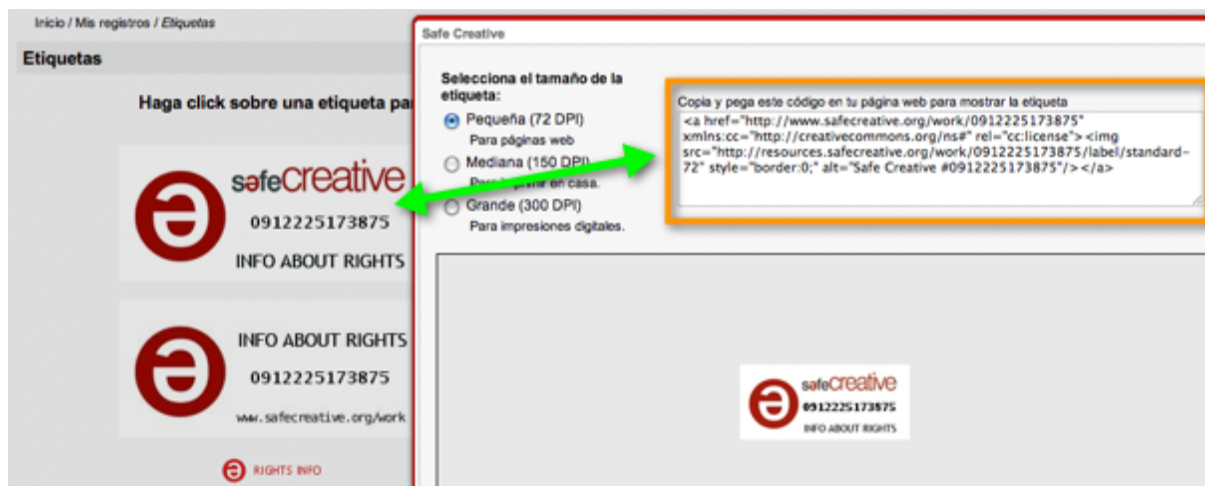 Inicio / Mis registros / Etiquetas
Etiquetas
Haga click sobre una etiqueta
safecreative
0912225173875
INFO ABOUT RIGHTS
INFO ABOUT RIGHTS
0912225173875
www.safecreative.org/work
RIGHTS INFO
Safe Creative
Selecciona el tamaño de la
etiqueta:
Pequeña (72 DPI)
Para páginas web
Mediana (150 DPI)
Para imprimir en casa.
Grande (300 DPI)
Para impresiones digitales.
Copia y pega este código en tu página web para mostrar la etiqueta
<a href="http://www.safecreative.org/work/0912225173875"
xmlns:cc="http://creativecommons.org/ns#" rel="cc:license"><img
src="http://resources.safecreative.org/work/0912225173875/label/standard-
72" style="border:0;" alt="Safe Creative #0912225173875"/></a>
safecreative
0912225173875
INFO ABOUT RIGHTS